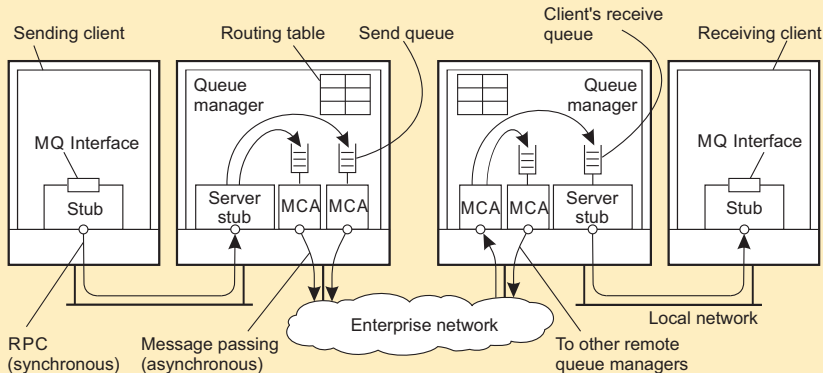 Sending client
Routing table
Send queue
Client's receive
queue
Receiving client
Queue
manager
Queue
manager
MQ Interface
MQ Interface
Stub
Server
stub
MCA
MCA
MCA
MCA
Server
stub
Stub
Enterprise network
Local network
RPC
(synchronous)
Message passing
(asynchronous)
To other remote
queue managers